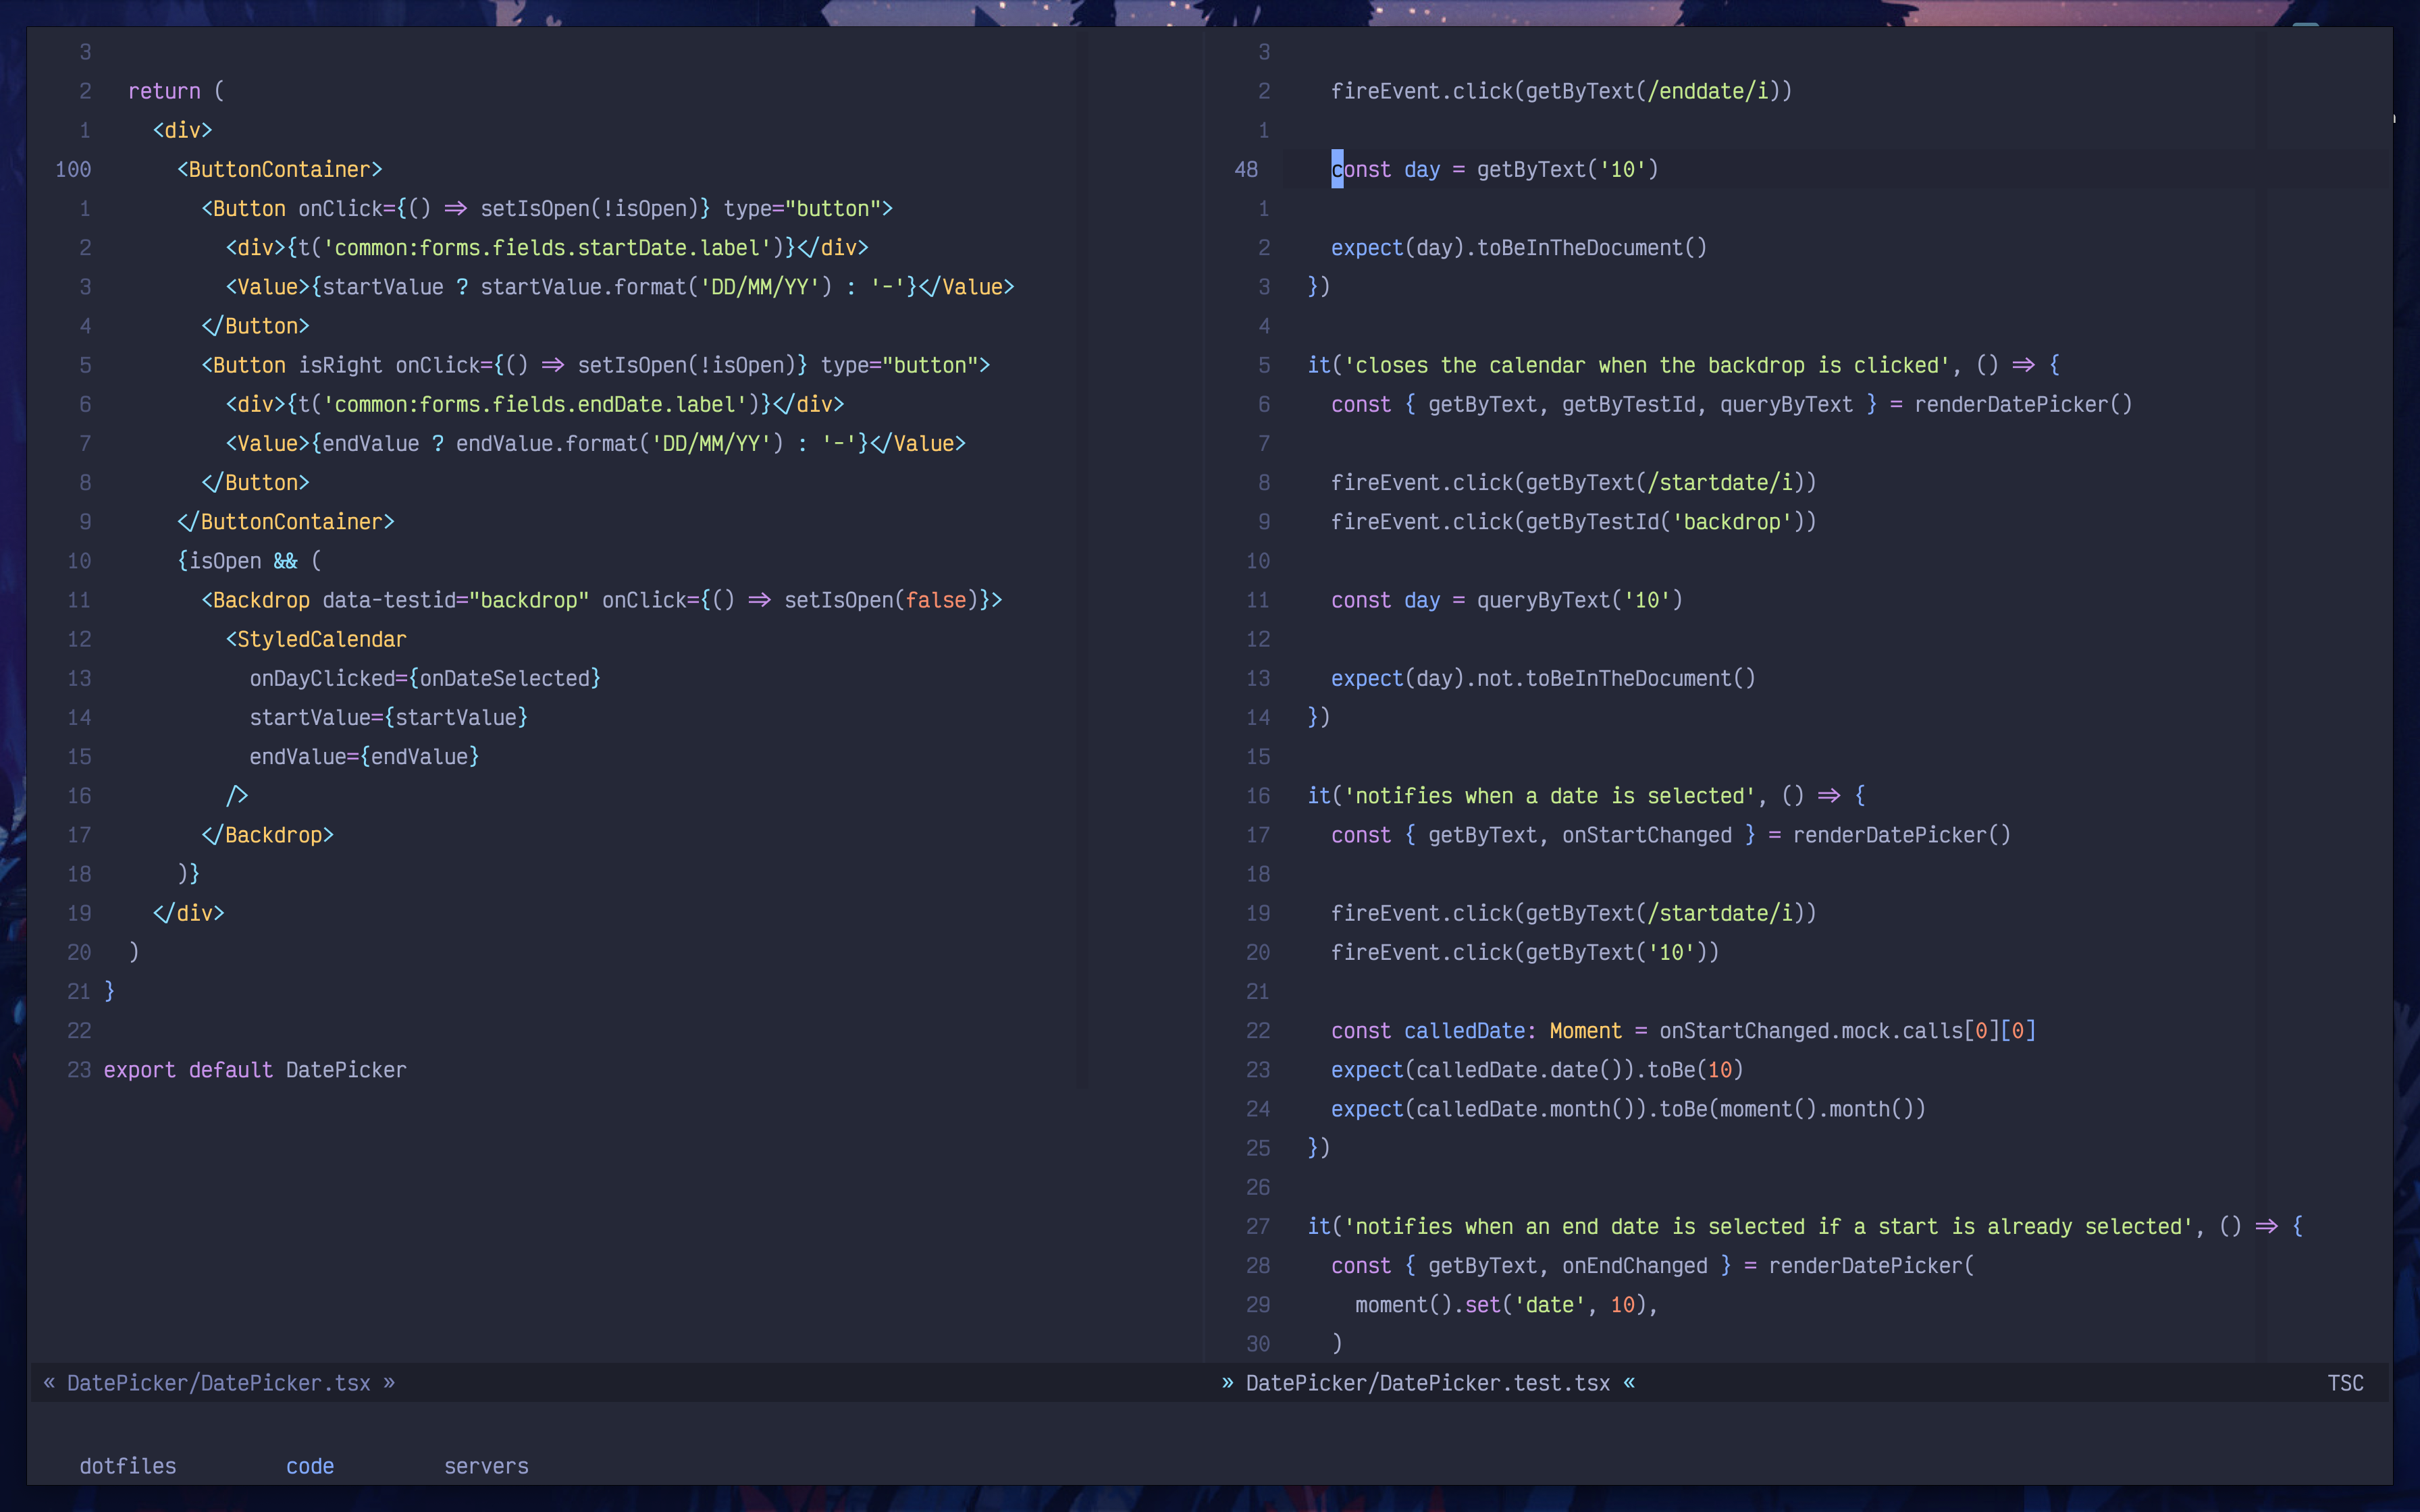 3
2   return (
1     <div>
100       <ButtonContainer>
1         <Button onClick={() => setIsOpen(!isOpen)} type="button">
2           <div>{t('common:forms.fields.startDate.label')}</div>
3           <Value>{startValue ? startValue.format('DD/MM/YY') : '-'}</Value>
4         </Button>
5         <Button isRight onClick={() => setIsOpen(!isOpen)} type="button">
6           <div>{t('common:forms.fields.endDate.label')}</div>
7           <Value>{endValue ? endValue.format('DD/MM/YY') : '-'}</Value>
8         </Button>
9       </ButtonContainer>
10       {isOpen && (
11         <Backdrop data-testid="backdrop" onClick={() => setIsOpen(false)}>
12           <StyledCalendar
13             onDayClicked={onDateSelected}
14             startValue={startValue}
15             endValue={endValue}
16           />
17         </Backdrop>
18       )}
19     </div>
20   )
21 }
22
23 export default DatePicker
« DatePicker/DatePicker.tsx »
3
2   fireEvent.click(getByText(/enddate/i))
1
48   const day = getByText('10')
1
2   expect(day).toBeInTheDocument()
3 })
4
5 it('closes the calendar when the backdrop is clicked', () => {
6   const { getByText, getByTestId, queryByText } = renderDatePicker()
7
8   fireEvent.click(getByText(/startdate/i))
9   fireEvent.click(getByTestId('backdrop'))
10
11   const day = queryByText('10')
12
13   expect(day).not.toBeInTheDocument()
14 })
15
16 it('notifies when a date is selected', () => {
17   const { getByText, onStartChanged } = renderDatePicker()
18
19   fireEvent.click(getByText(/startdate/i))
20   fireEvent.click(getByText('10'))
21
22   const calledDate: Moment = onStartChanged.mock.calls[0][0]
23   expect(calledDate.date()).toBe(10)
24   expect(calledDate.month()).toBe(moment().month())
25 })
26
27 it('notifies when an end date is selected if a start is already selected', () => {
28   const { getByText, onEndChanged } = renderDatePicker(
29     moment().set('date', 10),
30   )
» DatePicker/DatePicker.test.tsx «
TSC
dotfiles code servers